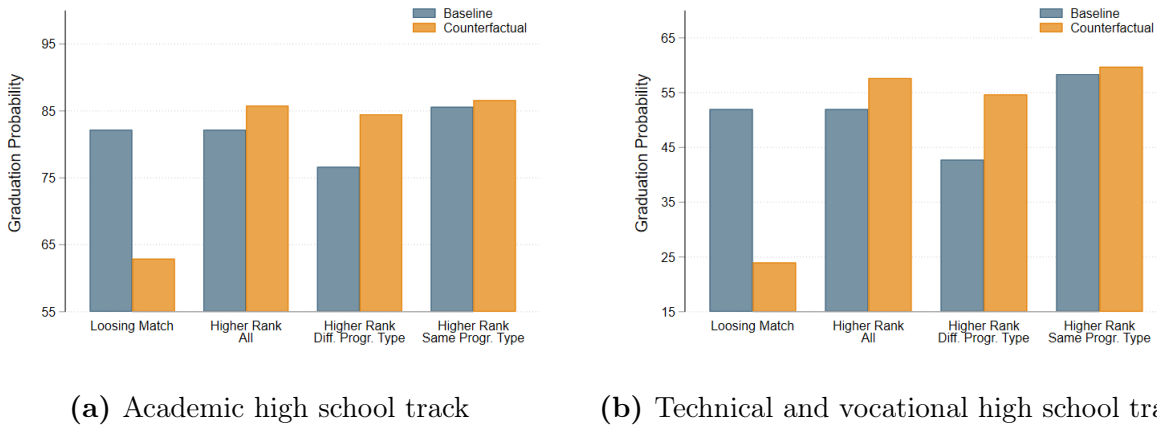 Baseline
Counterfactual
Graduation Probability
95
85
75
65
55
Loosing Match
Higher Rank
All
Higher Rank
Diff. Progr. Type
Higher Rank
Same Progr. Type
(a) Academic high school track
Baseline
Counterfactual
Graduation Probability
65
55
45
35
25
15
Loosing Match
Higher Rank
All
Higher Rank
Diff. Progr. Type
Higher Rank
Same Progr. Type
(b) Technical and vocational high school tra